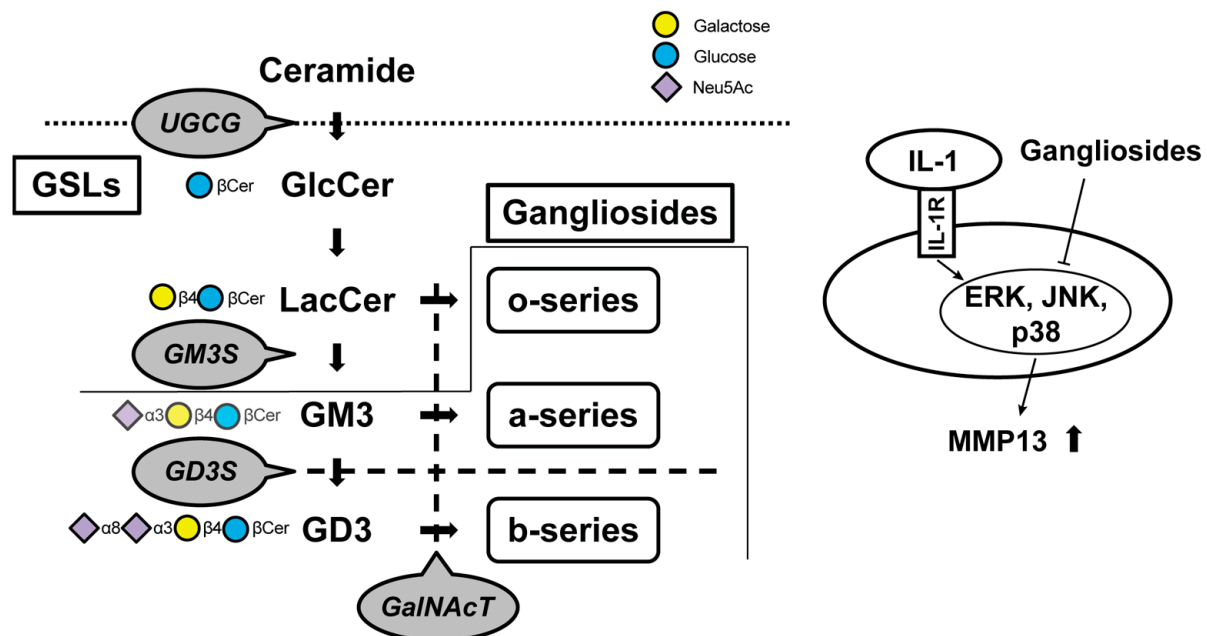 Galactose
Glucose
Neu5Ac
Ceramide
UGCG
GSLs
βCer
GlcCer
Gangliosides
β4
βCer
LacCer
o-series
GM3S
α3
β4
βCer
GM3
a-series
GD3S
α8
α3
β4
βCer
GD3
b-series
GalNAcT
IL-1
Gangliosides
IL-1R
ERK, JNK,
p38
MMP13